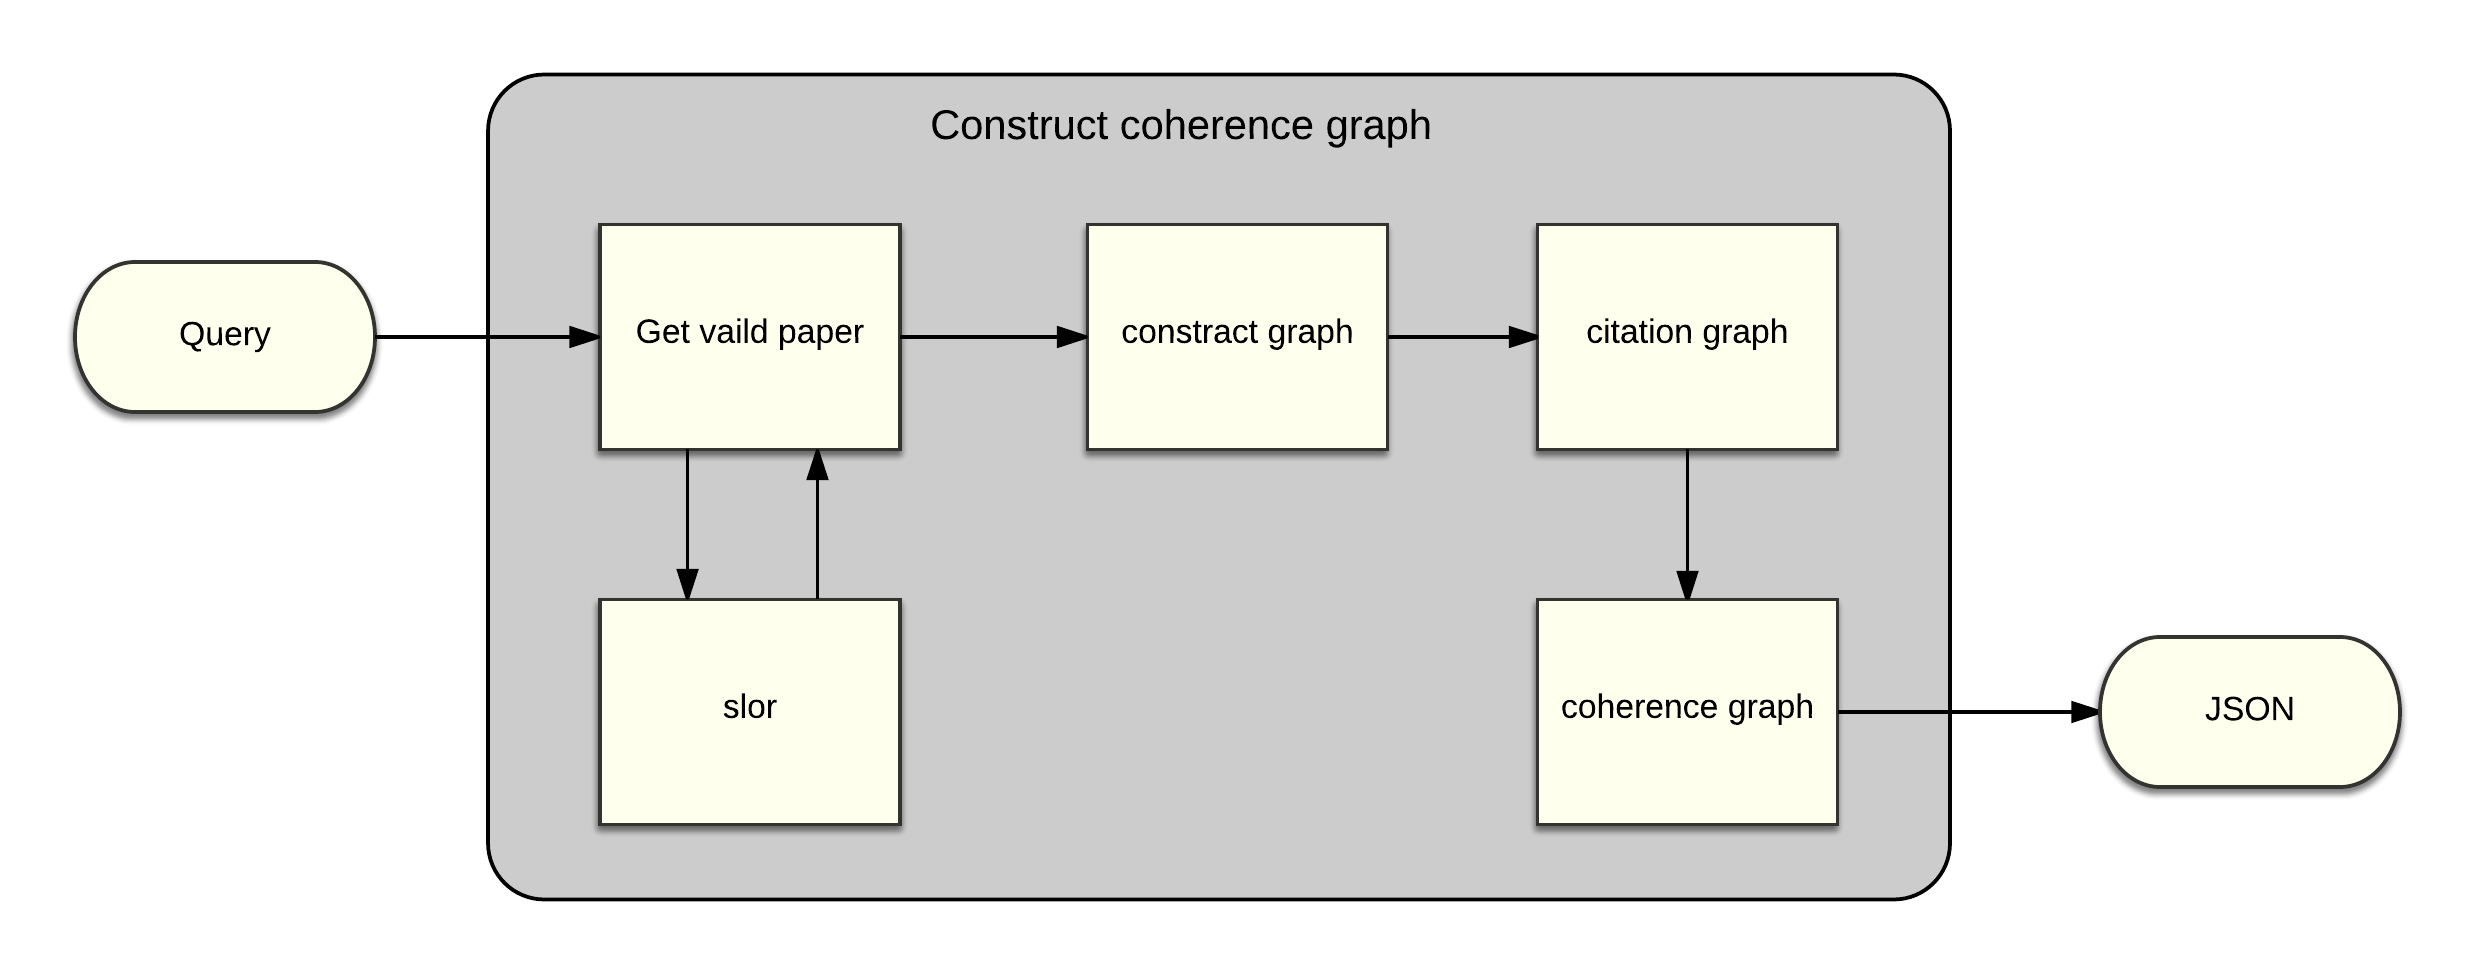 Construct coherence graph
Query
Get vaild paper
constract graph
citation graph
slor
coherence graph
JSON